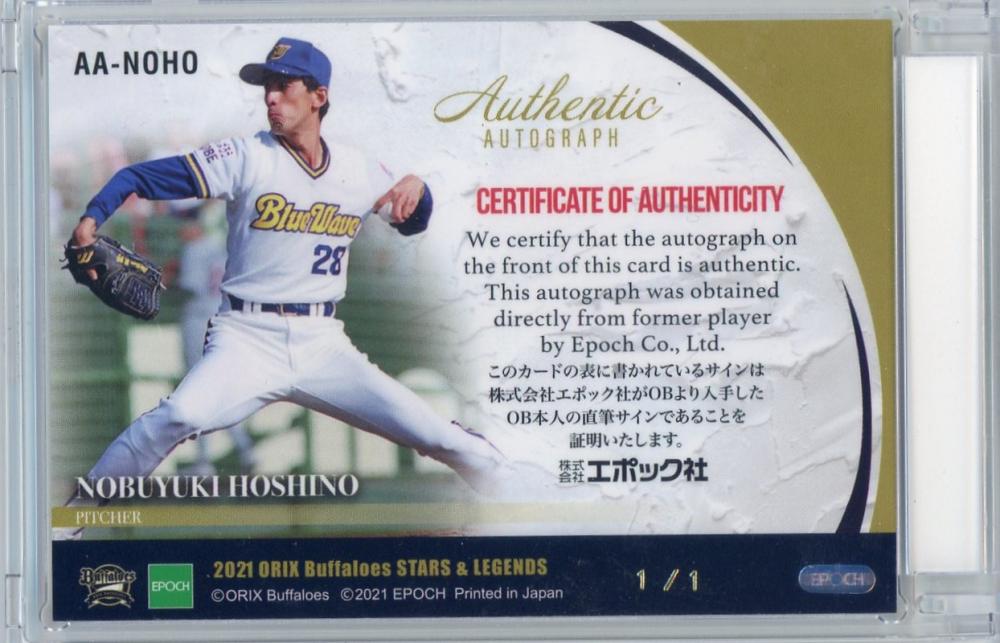 AA-NOHO
Authentic
AUTOGRAPH
CERTIFICATE OF AUTHENTICITY
We certify that the autograph on
the front of this card is authentic.
This autograph was obtained
directly from former player
by Epoch Co., Ltd.
このカードの表に書かれているサインは
株式会社エポック社がOBより入手した
OB本人の直筆サインであることを
証明いたします。
株式会社エポック社
BlueWave
28
NOBUYUKI HOSHINO
PITCHER
Buffaloes
EPOCH
2021 ORIX Buffaloes STARS & LEGENDS
©ORIX Buffaloes ©2021 EPOCH Printed in Japan
1/1
EPOCH